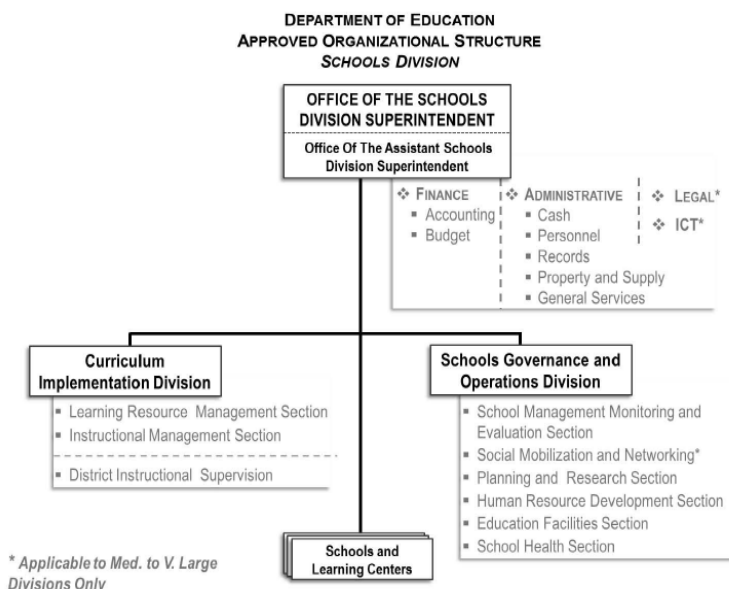 DEPARTMENT OF EDUCATION
APPROVED ORGANIZATIONAL STRUCTURE
SCHOOLS DIVISION
OFFICE OF THE SCHOOLS
DIVISION SUPERINTENDENT
Office Of The Assistant Schools
Division Superintendent
❖ FINANCE
▪ Accounting
▪ Budget
❖ ADMINISTRATIVE
▪ Cash
▪ Personnel
▪ Records
▪ Property and Supply
▪ General Services
❖ LEGAL*
❖ ICT*
Curriculum
Implementation Division
▪ Learning Resource Management Section
▪ Instructional Management Section
▪ District Instructional Supervision
Schools Governance and
Operations Division
▪ School Management Monitoring and
Evaluation Section
▪ Social Mobilization and Networking*
▪ Planning and Research Section
▪ Human Resource Development Section
▪ Education Facilities Section
▪ School Health Section
Schools and
Learning Centers
* Applicable to Med. to V. Large
Divisions Only